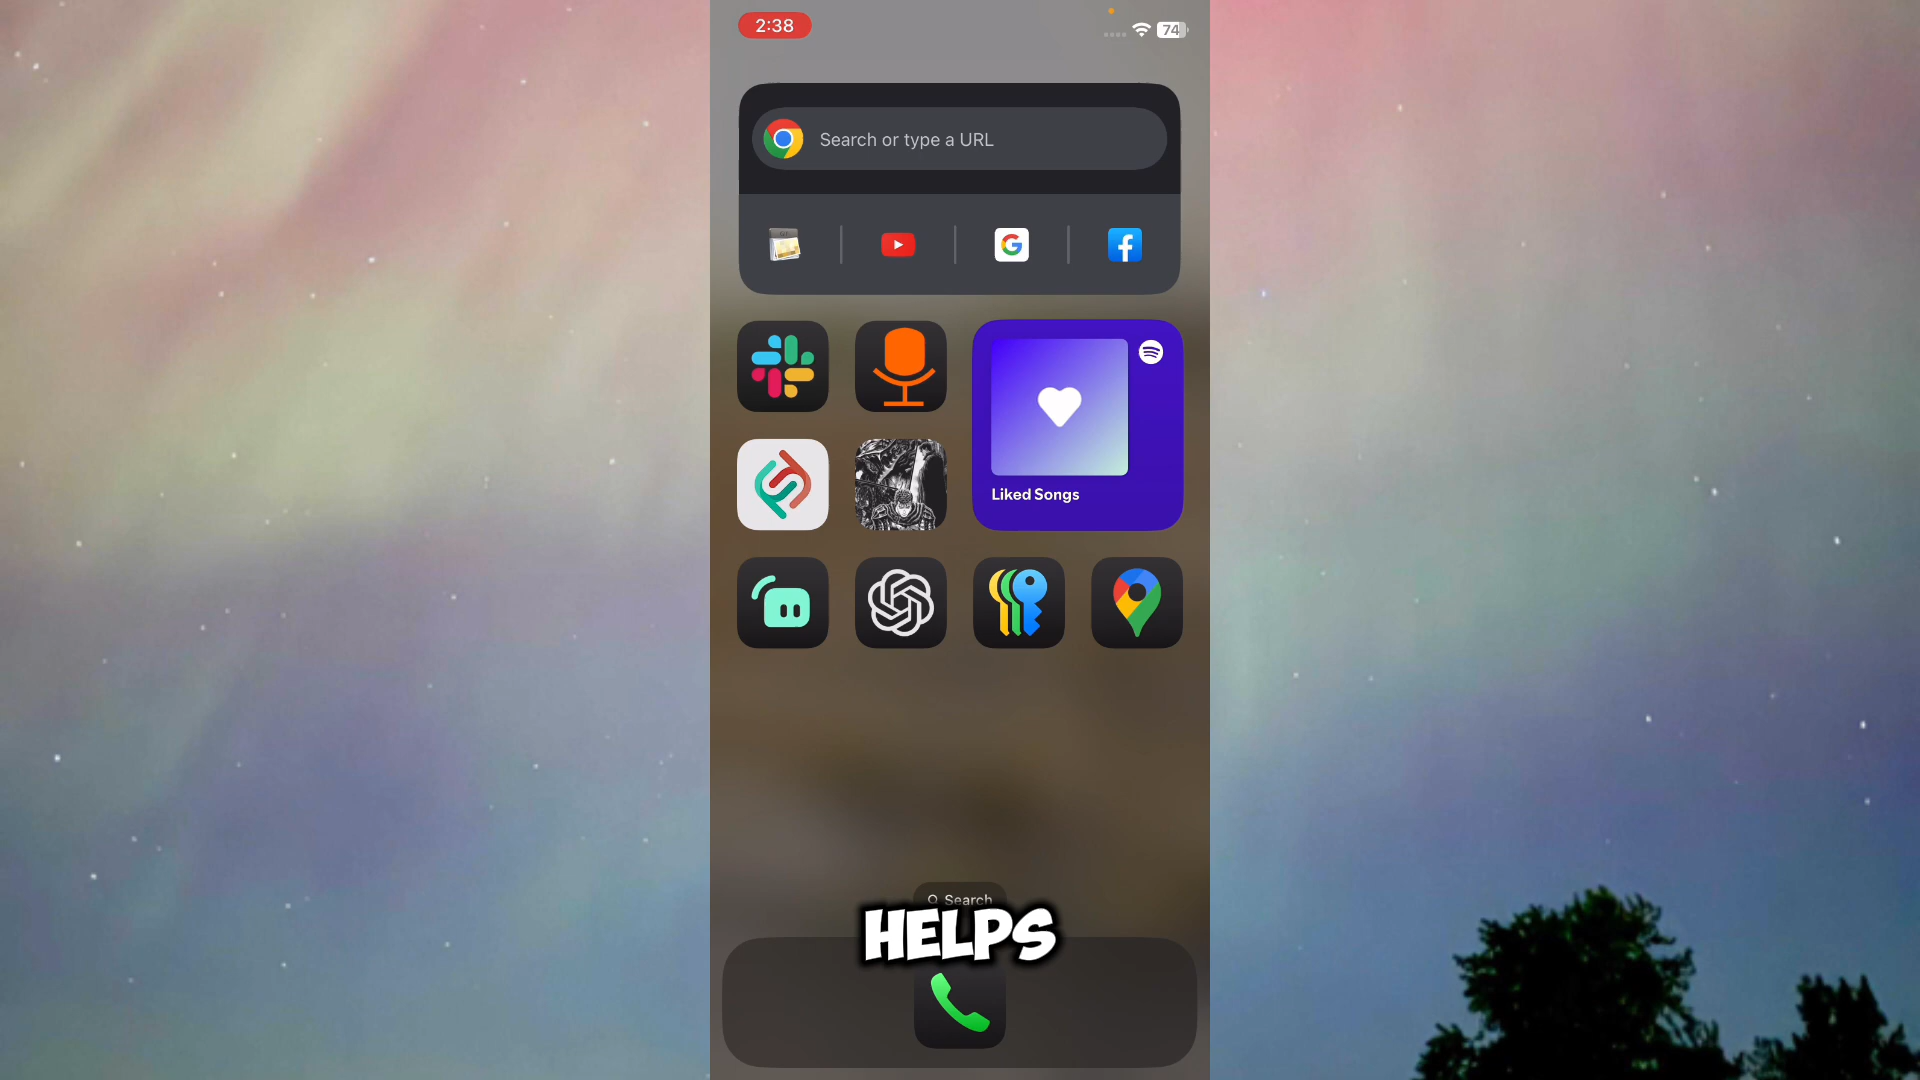 2:38
74
Search or type a URL
Liked Songs
Search
HELPS